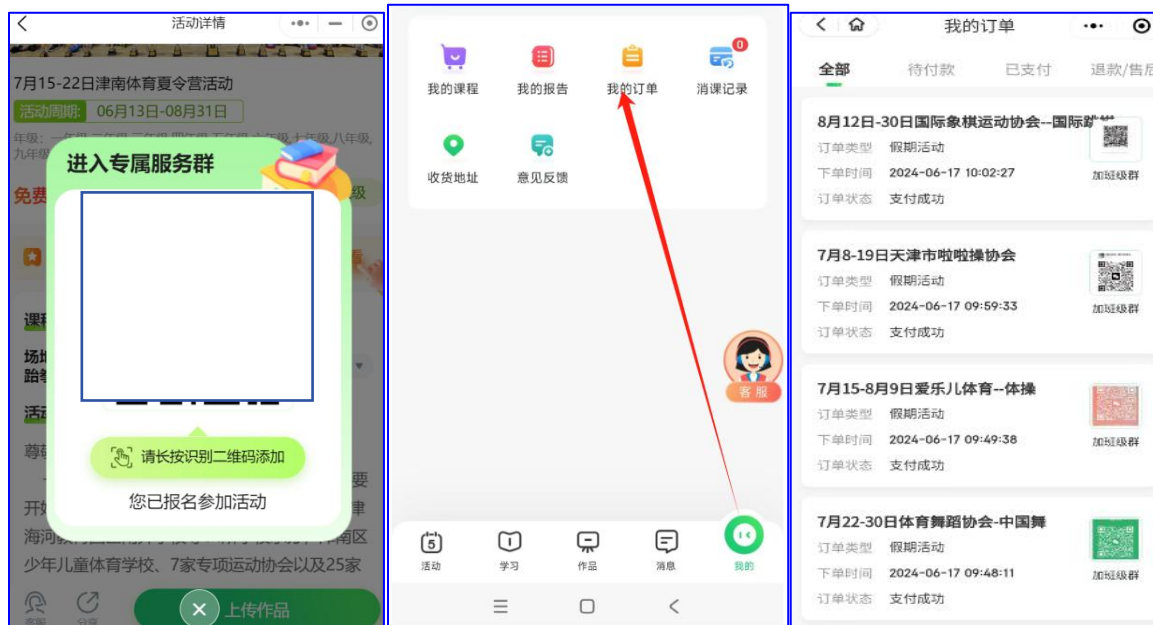 活动详情
7月15-22日津南体育夏令营活动
活动周期: 06月13日-08月31日
进入专属服务群
免费
级
请长按识别二维码添加
您已报名参加活动
少年儿童体育学校、7家专项运动协会以及25家
客服
分享
上传作品
我的课程
我的报告
我的订单
0
消课记录
收货地址
意见反馈
客服
5
活动
学习
作品
消息
我的
我的订单
全部
待付款
已支付
退款/售后
8月12日-30日国际象棋运动协会--国际跳
订单类型 假期活动
下单时间 2024-06-17 10:02:27
订单状态 支付成功
加班级群
7月8-19日天津市啦啦操协会
订单类型 假期活动
下单时间 2024-06-17 09:59:33
订单状态 支付成功
加班级群
7月15-8月9日爱乐儿体育--体操
订单类型 假期活动
下单时间 2024-06-17 09:49:38
订单状态 支付成功
加班级群
7月22-30日体育舞蹈协会-中国舞
订单类型 假期活动
下单时间 2024-06-17 09:48:11
订单状态 支付成功
加班级群